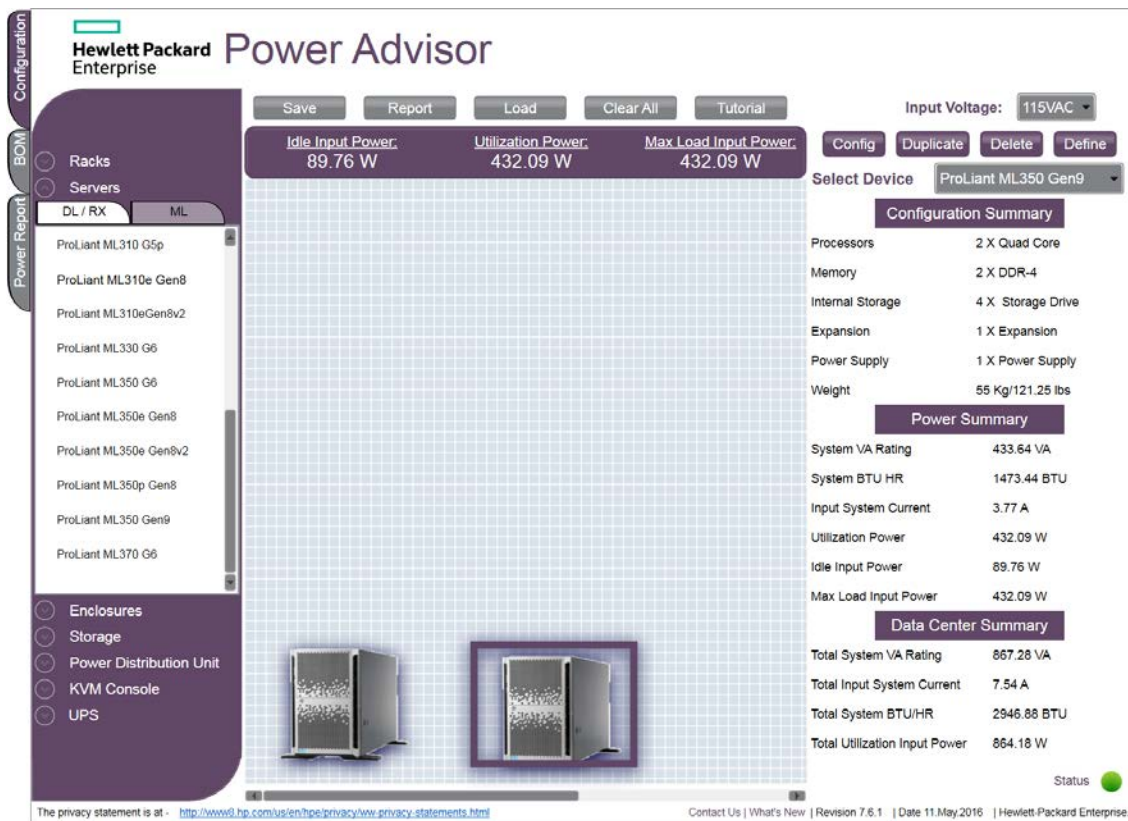 Configuration
BOM
Power Report
Hewlett Packard
Enterprise
Power Advisor
Save
Report
Load
Clear All
Tutorial
Input Voltage: 115VAC
Idle Input Power:
89.76 W
Utilization Power:
432.09 W
Max Load Input Power:
432.09 W
Config
Duplicate
Delete
Define
Select Device ProLiant ML350 Gen9
Racks
Servers
DL / RX
ML
ProLiant ML310 G5p
ProLiant ML310e Gen8
ProLiant ML310eGen8v2
ProLiant ML330 G6
ProLiant ML350 G6
ProLiant ML350e Gen8
ProLiant ML350e Gen8v2
ProLiant ML350p Gen8
ProLiant ML350 Gen9
ProLiant ML370 G6
Enclosures
Storage
Power Distribution Unit
KVM Console
UPS
Configuration Summary
Processors 2 X Quad Core
Memory 2 X DDR-4
Internal Storage 4 X Storage Drive
Expansion 1 X Expansion
Power Supply 1 X Power Supply
Weight 55 Kg/121.25 lbs
Power Summary
System VA Rating 433.64 VA
System BTU HR 1473.44 BTU
Input System Current 3.77 A
Utilization Power 432.09 W
Idle Input Power 89.76 W
Max Load Input Power 432.09 W
Data Center Summary
Total System VA Rating 867.28 VA
Total Input System Current 7.54 A
Total System BTU/HR 2946.88 BTU
Total Utilization Input Power 864.18 W
Status
The privacy statement is at - http://www8.hp.com/us/en/hpe/privacy/ww-privacy-statements.html
Contact Us | What's New | Revision 7.6.1 | Date 11.May.2016 | Hewlett-Packard Enterprise.